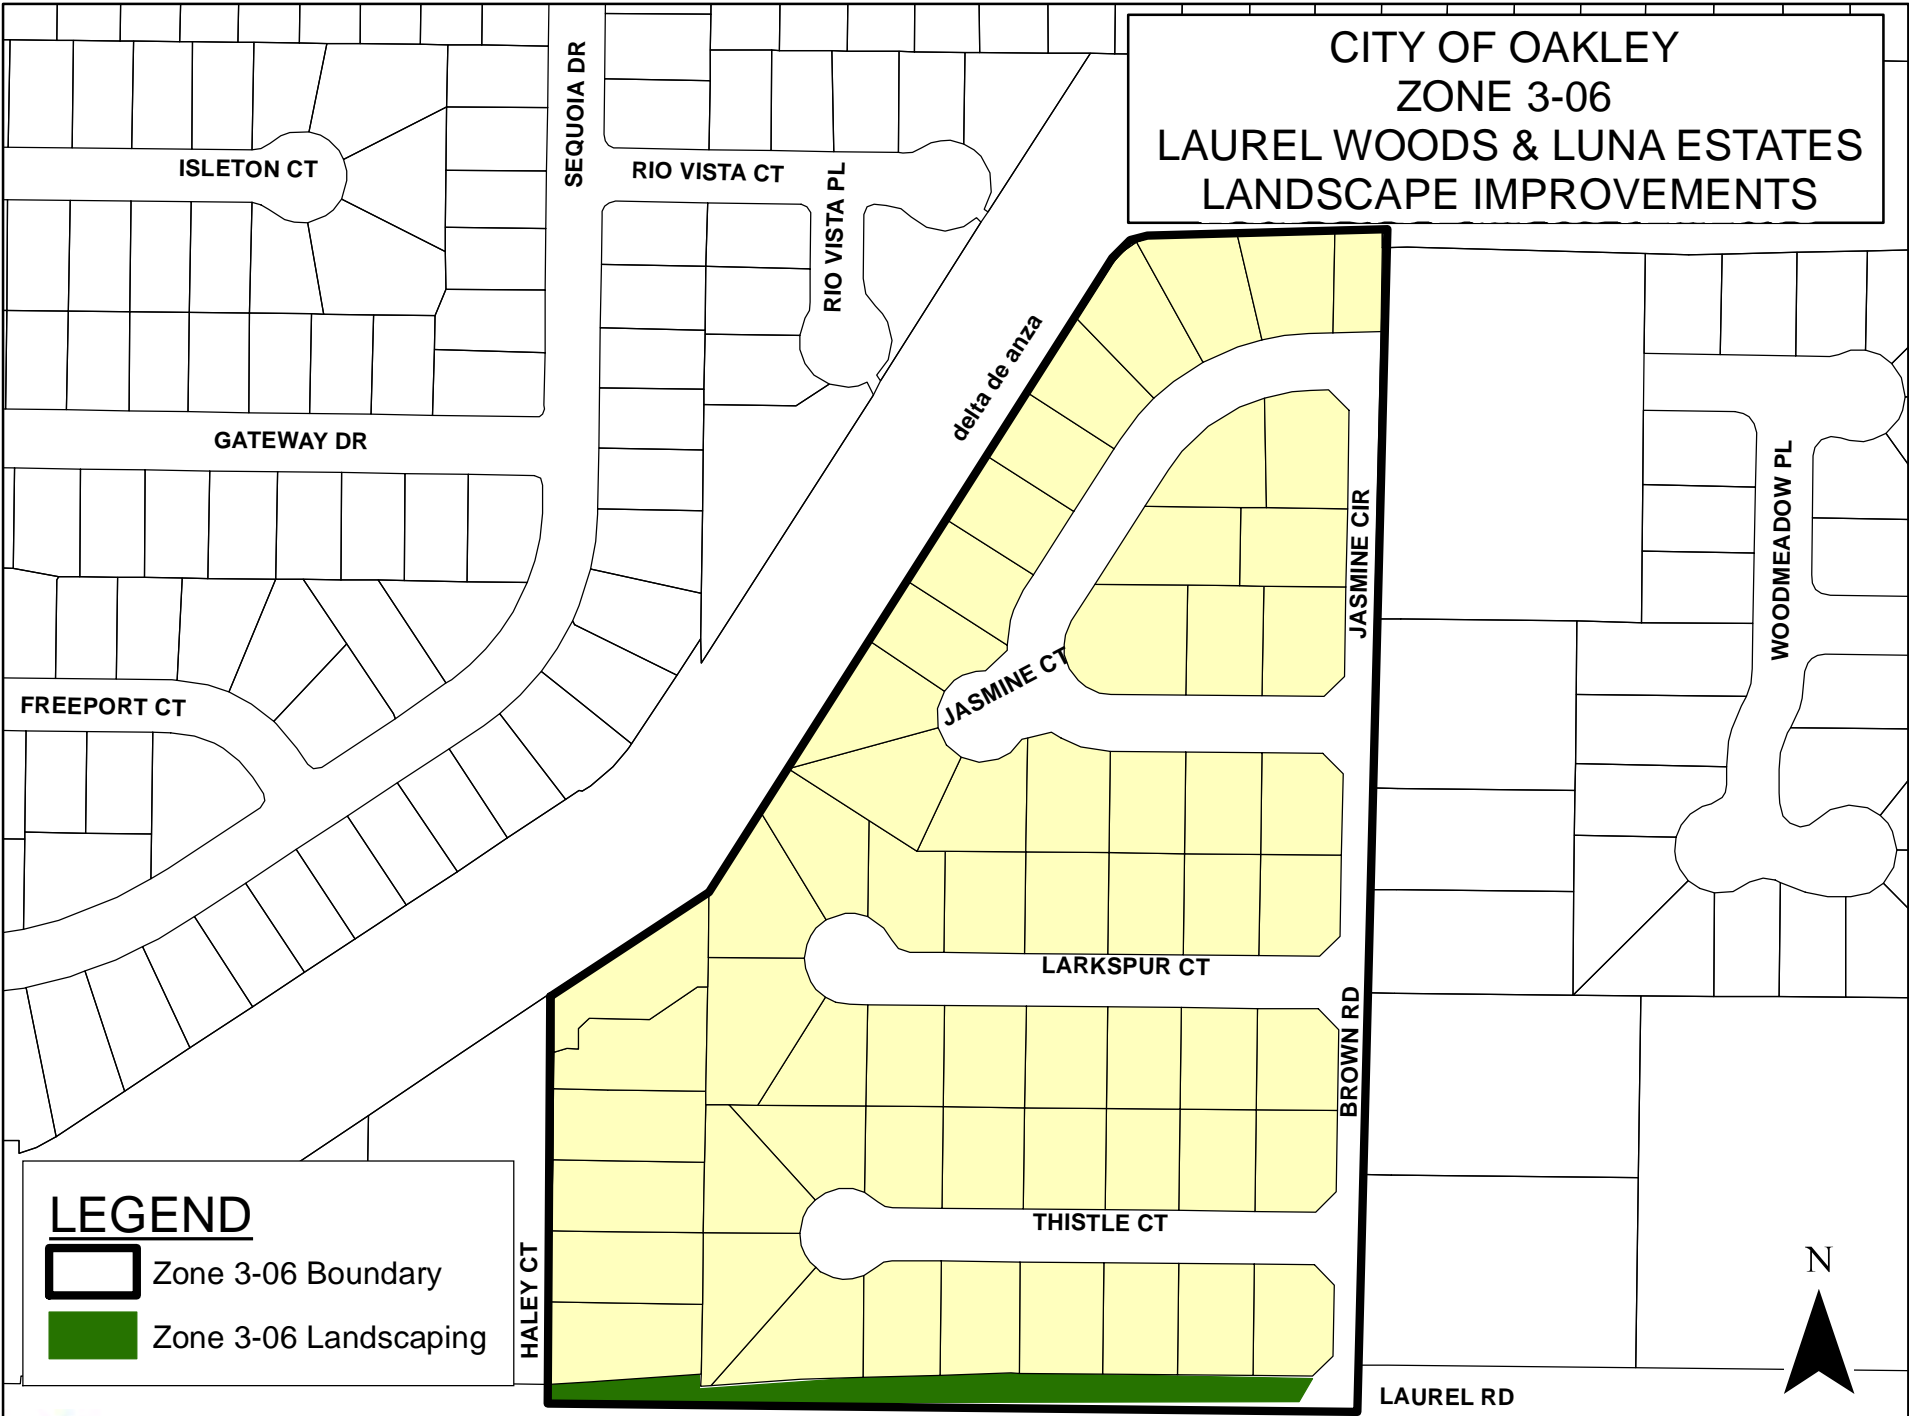 CITY OF OAKLEY
ZONE 3-06
LAUREL WOODS & LUNA ESTATES
LANDSCAPE IMPROVEMENTS
SEQUOIA DR
ISLETON CT
RIO VISTA CT
RIO VISTA PL
delta de anza
GATEWAY DR
WOODMEADOW PL
JASMINE CIR
JASMINE CT
FREEPORT CT
LARKSPUR CT
BROWN RD
THISTLE CT
HALEY CT
LAUREL RD
N
LEGEND
Zone 3-06 Boundary
Zone 3-06 Landscaping